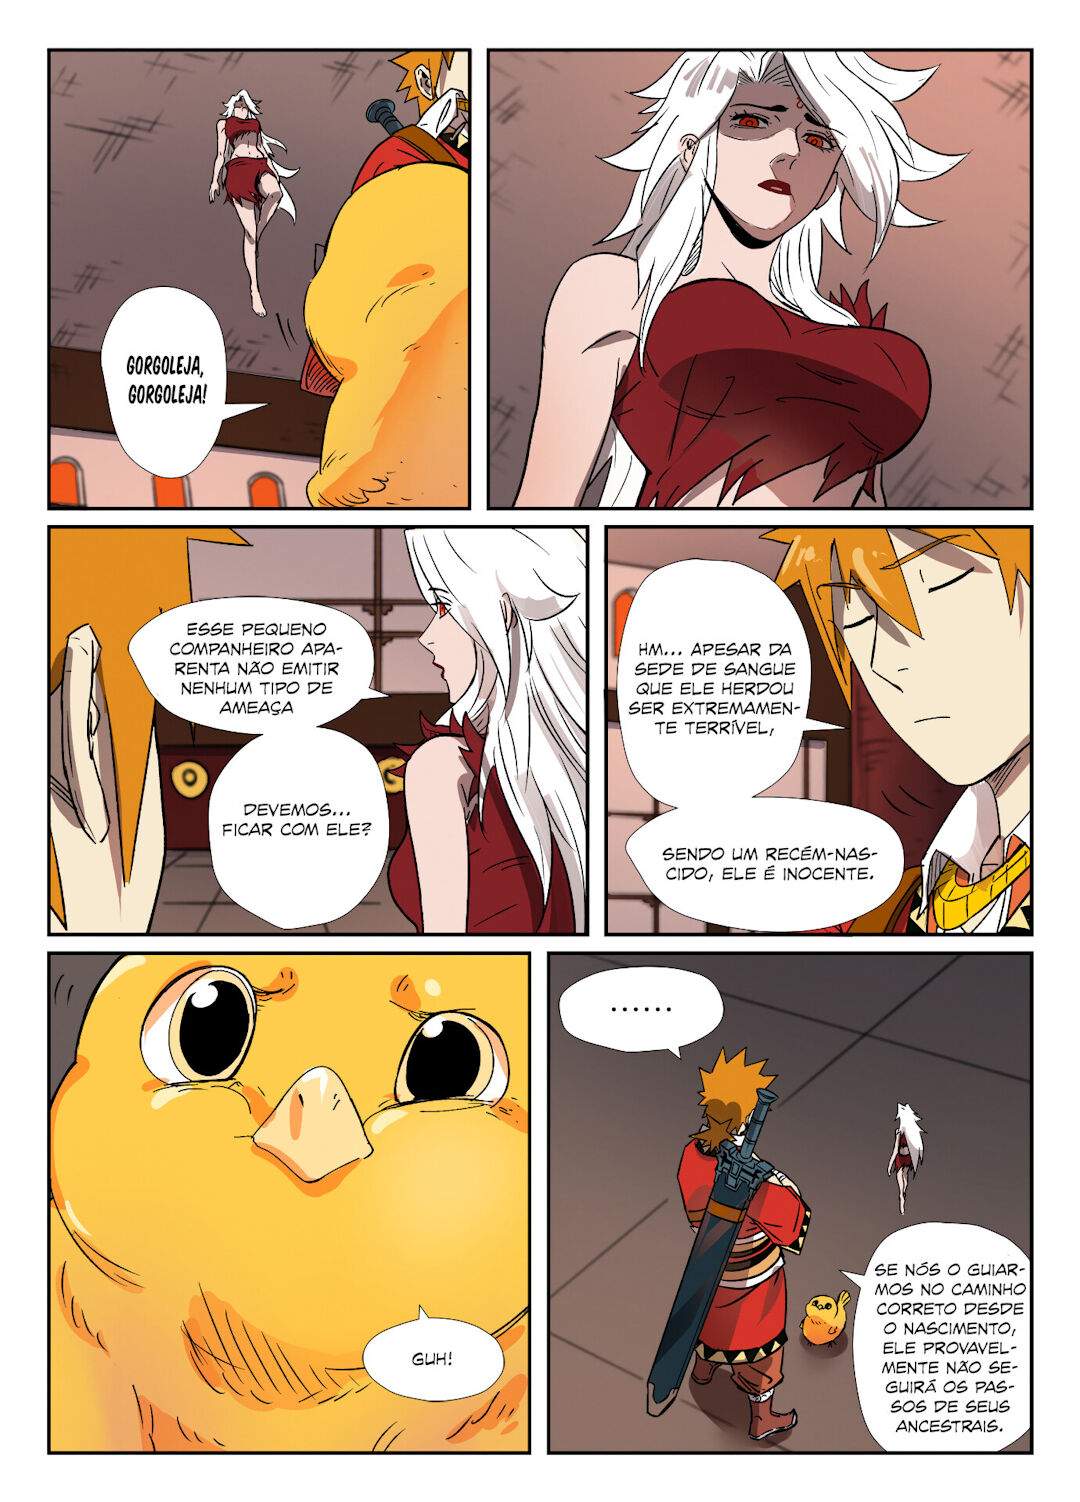 GORGOLEJA,
GORGOLEJA!
ESSE PEQUENO
COMPANHEIRO APA-
RENTA NÃO EMITIR
NENHUM TIPO DE
AMEAÇA
DEVEMOS...
FICAR COM ELE?
HM... APESAR DA
SEDE DE SANGUE
QUE ELE HERDOU
SER EXTREMAMEN-
TE TERRÍVEL,
SENDO UM RECÉM-NAS-
CIDO, ELE É INOCENTE.
GUH!
......
SE NÓS O GUIAR-
MOS NO CAMINHO
CORRETO DESDE
O NASCIMENTO,
ELE PROVAVEL-
MENTE NÃO SE-
GUIRÁ OS PAS-
SOS DE SEUS
ANCESTRAIS.